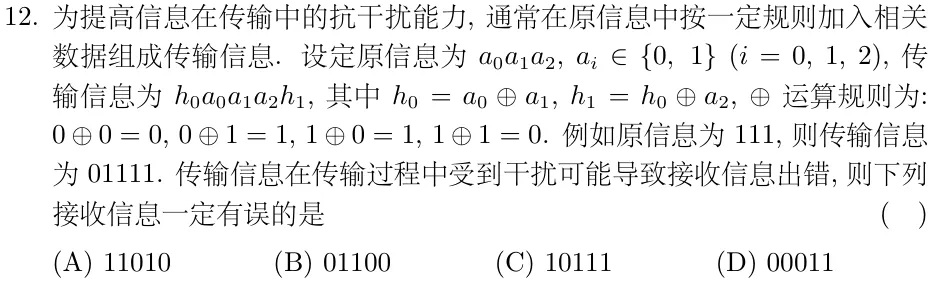 12. 为提高信息在传输中的抗干扰能力, 通常在原信息中按一定规则加入相关
数据组成传输信息. 设定原信息为 a₀a₁a₂, aᵢ ∈ {0, 1} (i = 0, 1, 2), 传
输信息为 h₀a₀a₁a₂h₁, 其中 h₀ = a₀ ⊕ a₁, h₁ = h₀ ⊕ a₂, ⊕ 运算规则为:
0 ⊕ 0 = 0, 0 ⊕ 1 = 1, 1 ⊕ 0 = 1, 1 ⊕ 1 = 0. 例如原信息为 111, 则传输信息
为 01111. 传输信息在传输过程中受到干扰可能导致接收信息出错, 则下列
接收信息一定有误的是 ( )
(A) 11010 (B) 01100 (C) 10111 (D) 00011